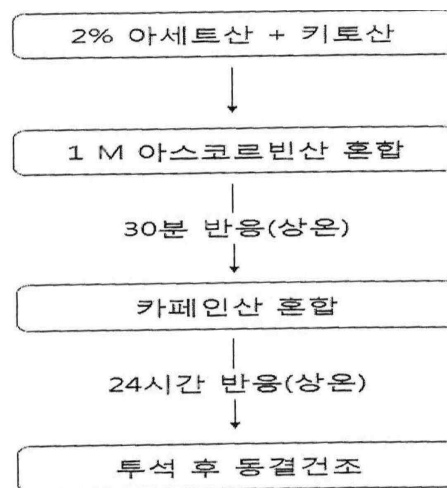 2% 아세트산 + 키토산
1 M 아스코르빈산 혼합
30분 반응(상온)
카페인산 혼합
24시간 반응(상온)
투석 후 동결건조